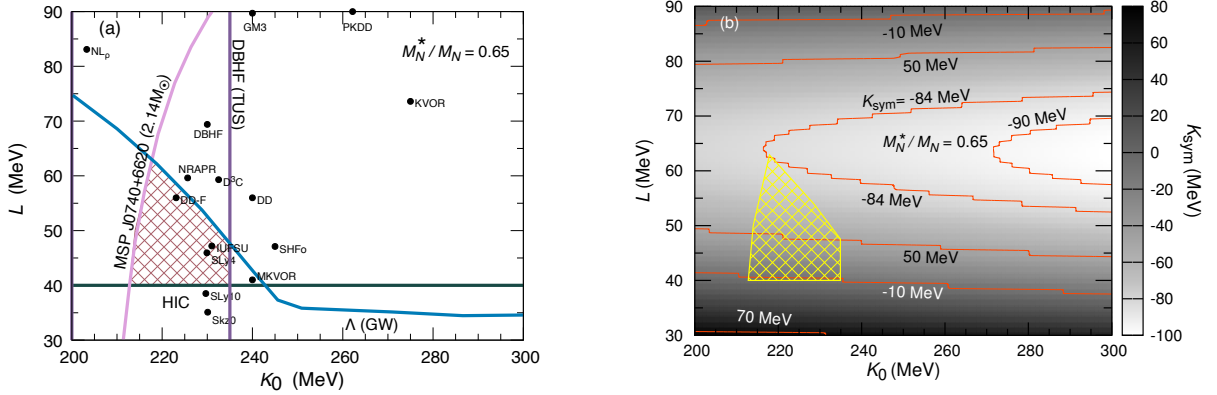 (a)
90
80
70
60
50
40
30
L (MeV)
200
220
240
260
280
300
K0 (MeV)
GM3
PKDD
NLρ
M*N / MN = 0.65
KVOR
DBHF
MSP J0740+6620 (2.14M☉)
DBHF (TUS)
NRAPR
D3C
DD-F
DD
IUFSU
SHFo
SLy4
MKVOR
HIC
SLy10
Skz0
Λ (GW)
(b)
90
80
70
60
50
40
30
L (MeV)
200
220
240
260
280
300
K0 (MeV)
-10 MeV
50 MeV
Ksym= -84 MeV
-90 MeV
M*N / MN = 0.65
-84 MeV
50 MeV
-10 MeV
70 MeV
80
60
40
20
0
-20
-40
-60
-80
-100
Ksym (MeV)